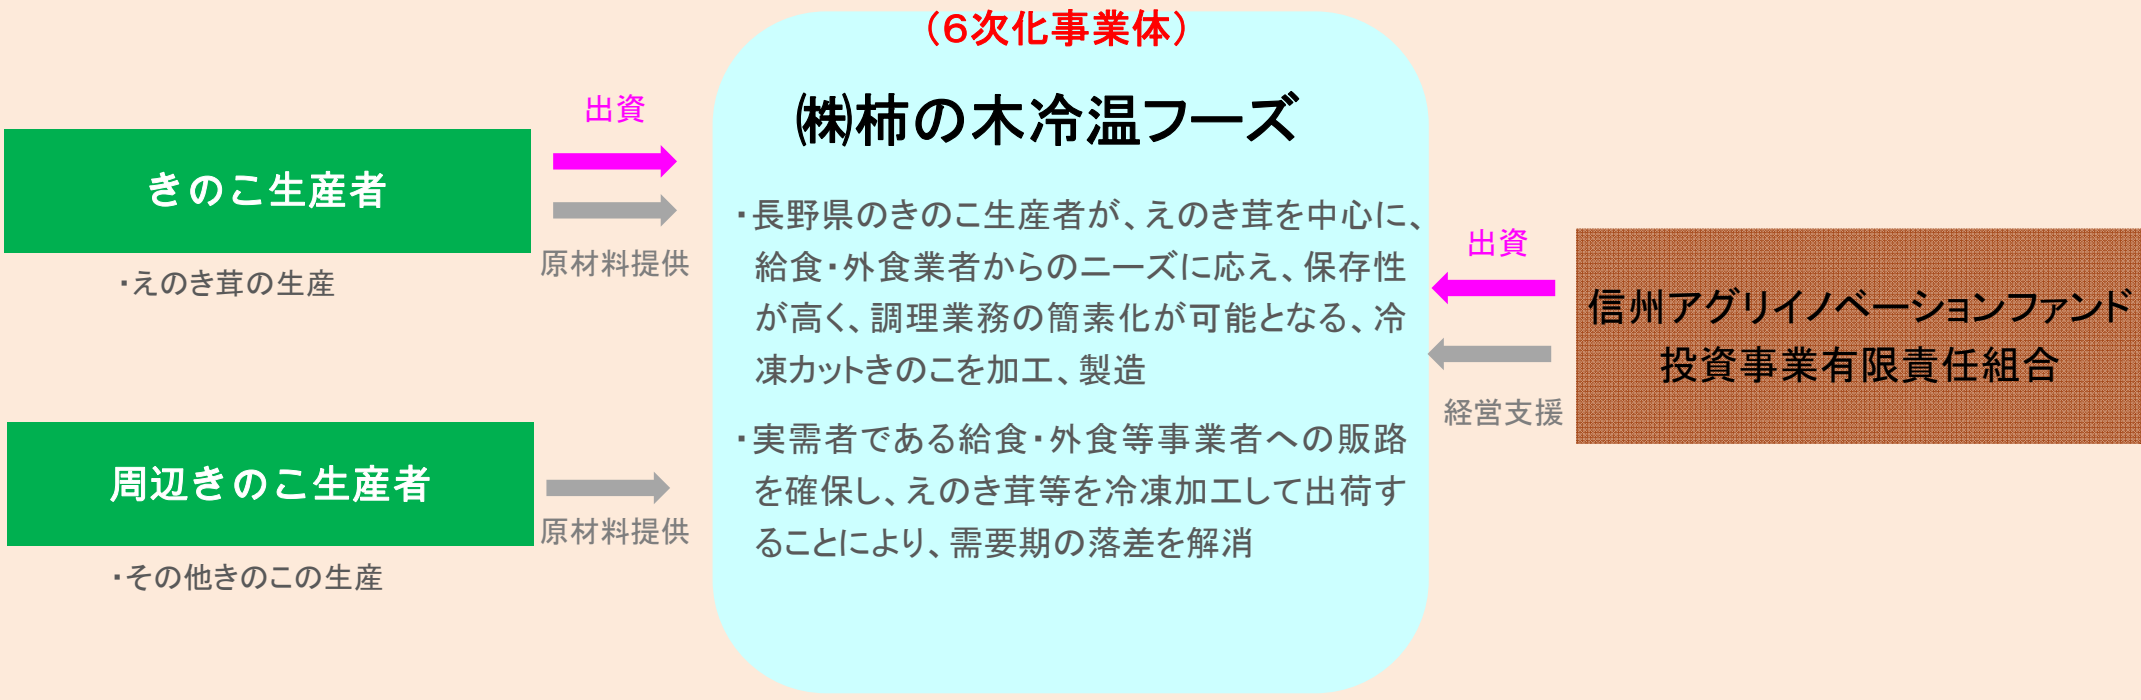 （６次化事業体）
㈱柿の木冷温フーズ
出資
きのこ生産者
原材料提供
・えのき茸の生産
・長野県のきのこ生産者が、えのき茸を中心に、
給食・外食業者からのニーズに応え、保存性
が高く、調理業務の簡素化が可能となる、冷
凍カットきのこを加工、製造
・実需者である給食・外食等事業者への販路
を確保し、えのき茸等を冷凍加工して出荷す
ることにより、需要期の落差を解消
出資
信州アグリイノベーションファンド
投資事業有限責任組合
経営支援
周辺きのこ生産者
原材料提供
・その他きのこの生産